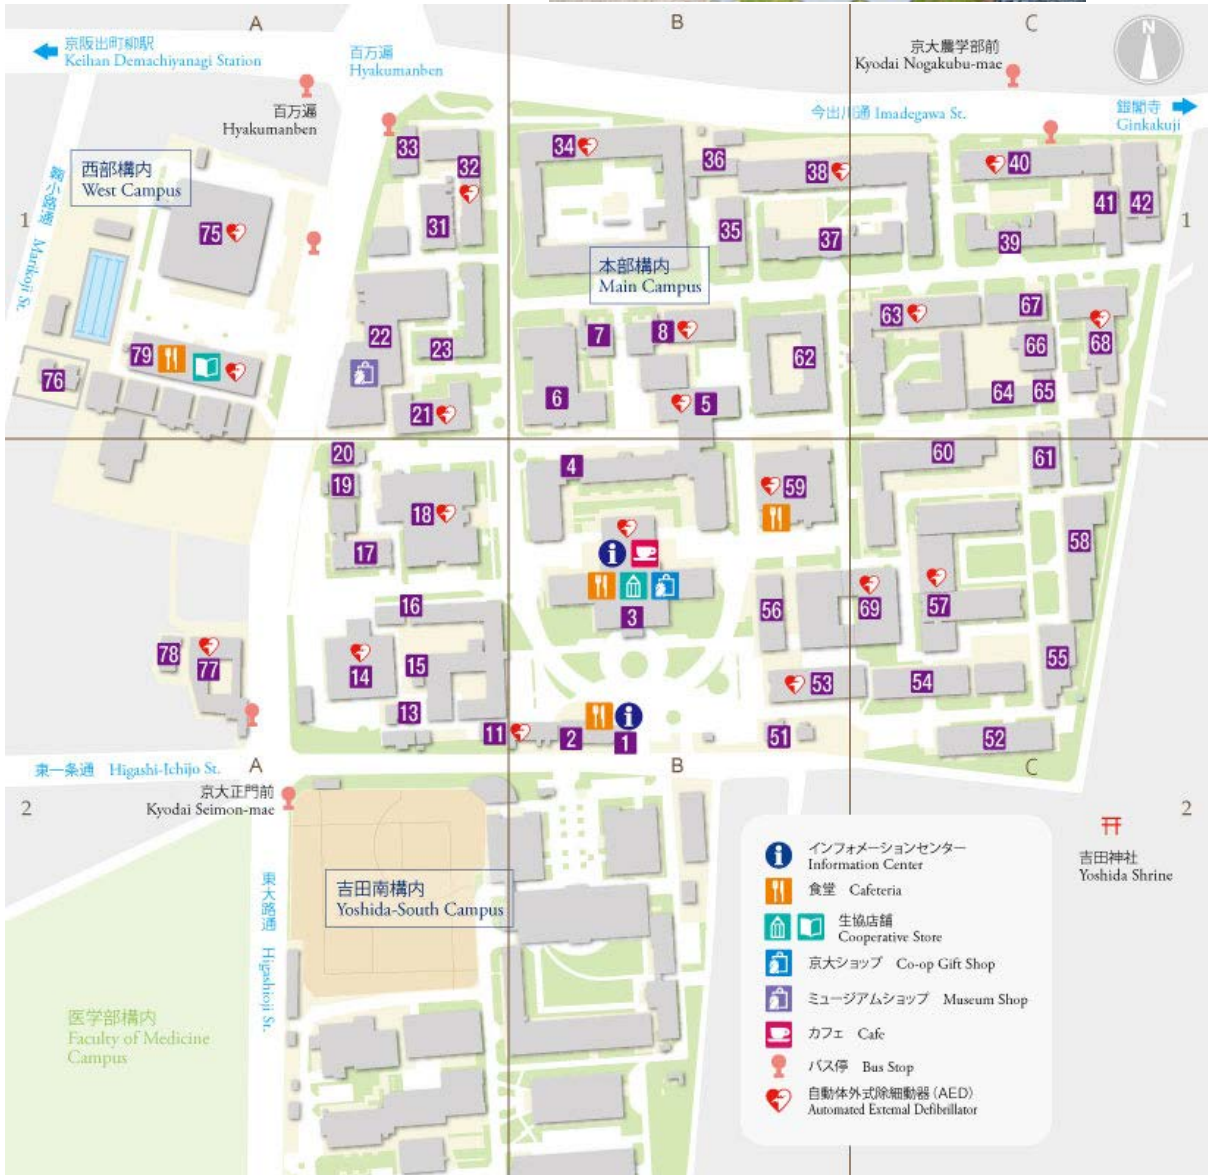 A
B
C
京阪出町柳駅
Keihan Demachiyanagi Station
百万遍
Hyakumanben
京大農学部前
Kyodai Nogakubu-mae
N
百万遍
Hyakumanben
今出川通 Imadegawa St.
銀閣寺
Ginkakuji
33
32
34
36
38
40
西部構内
West Campus
鞠小路通 Marikoji St.
1
75
31
35
37
39
41
42
1
本部構内
Main Campus
22
23
7
8
62
63
67
66
68
79
76
21
6
5
64
65
20
19
18
17
4
59
60
61
58
16
3
56
69
57
78
77
14
15
13
53
54
55
11
2
1
51
52
東一条通 Higashi-Ichijo St.
A
B
C
2
京大正門前
Kyodai Seimon-mae
2
吉田神社
Yoshida Shrine
吉田南構内
Yoshida-South Campus
東大路通 Higashioji St.
医学部構内
Faculty of Medicine
Campus
インフォメーションセンター
Information Center
食堂 Cafeteria
生協店舗
Cooperative Store
京大ショップ Co-op Gift Shop
ミュージアムショップ Museum Shop
カフェ Cafe
バス停 Bus Stop
自動体外式除細動器(AED)
Automated External Defibrillator